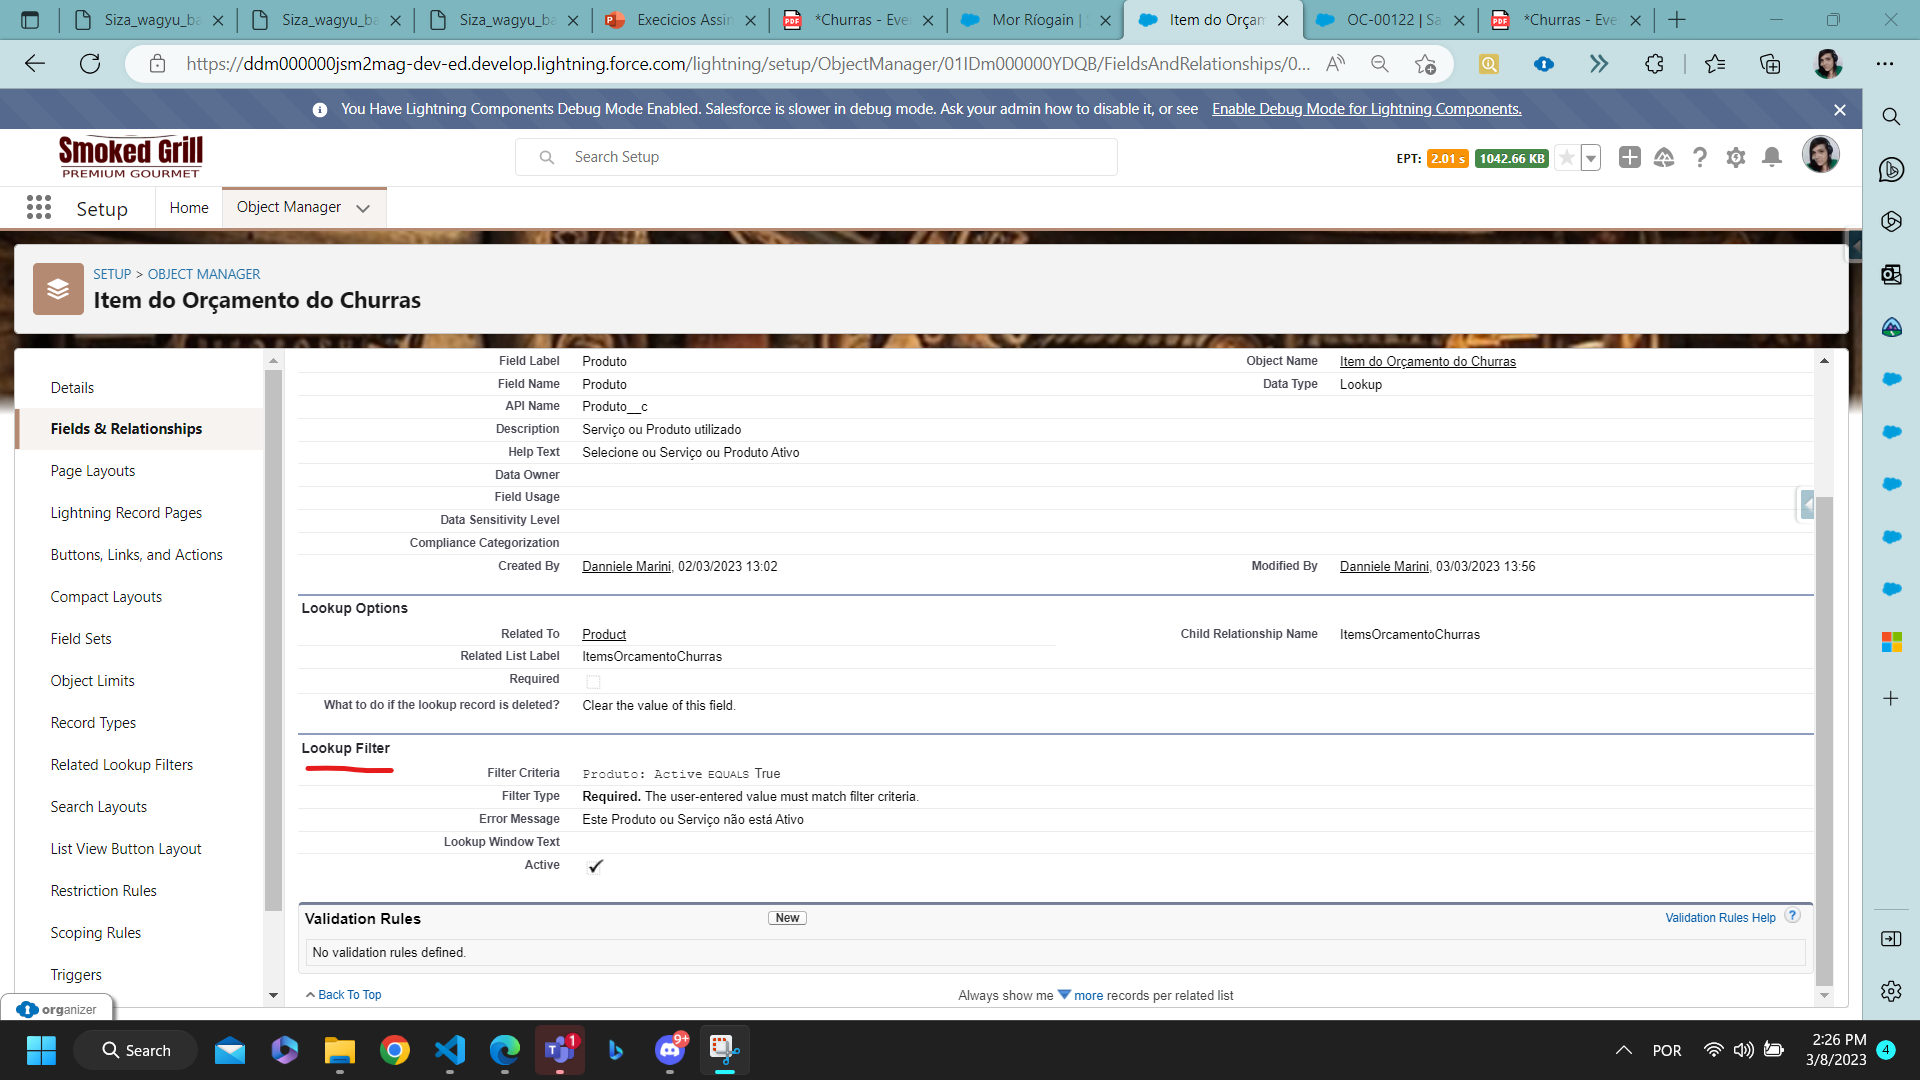 Siza_wagyu_ba
Siza_wagyu_ba
Siza_wagyu_ba
Execicios Assin
*Churras - Eve
Mor Ríogain |
Item do Orçam
OC-00122 | Sa
*Churras - Eve
https://ddm000000jsm2mag-dev-ed.develop.lightning.force.com/lightning/setup/ObjectManager/01IDm000000YDQB/FieldsAndRelationships/0...
You Have Lightning Components Debug Mode Enabled. Salesforce is slower in debug mode. Ask your admin how to disable it, or see Enable Debug Mode for Lightning Components.
Smoked Grill
PREMIUM GOURMET
Search Setup
EPT: 2.01 s 1042.66 KB
Setup
Home
Object Manager
SETUP > OBJECT MANAGER
Item do Orçamento do Churras
Details
Fields & Relationships
Page Layouts
Lightning Record Pages
Buttons, Links, and Actions
Compact Layouts
Field Sets
Object Limits
Record Types
Related Lookup Filters
Search Layouts
List View Button Layout
Restriction Rules
Scoping Rules
Triggers
Field Label Produto Object Name Item do Orçamento do Churras
Field Name Produto Data Type Lookup
API Name Produto__c
Description Serviço ou Produto utilizado
Help Text Selecione ou Serviço ou Produto Ativo
Data Owner
Field Usage
Data Sensitivity Level
Compliance Categorization
Created By Danniele Marini, 02/03/2023 13:02 Modified By Danniele Marini, 03/03/2023 13:56
Lookup Options
Related To Product Child Relationship Name ItemsOrcamentoChurras
Related List Label ItemsOrcamentoChurras
Required
What to do if the lookup record is deleted? Clear the value of this field.
Lookup Filter
Filter Criteria Produto: Active EQUALS True
Filter Type Required. The user-entered value must match filter criteria.
Error Message Este Produto ou Serviço não está Ativo
Lookup Window Text
Active
Validation Rules New Validation Rules Help ?
No validation rules defined.
Back To Top Always show me more records per related list
organizer
Search
1
9+
POR
2:26 PM
3/8/2023
4